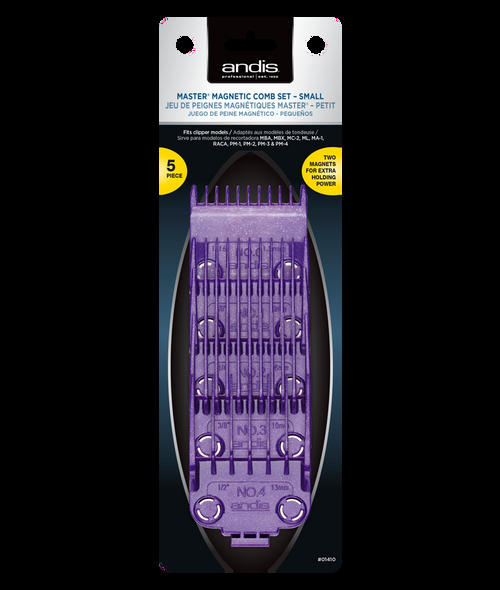 andis
professional | est. 1922
MASTER® MAGNETIC COMB SET – SMALL
JEU DE PEIGNES MAGNÉTIQUES MASTER® – PETIT
JUEGO DE PEINE MAGNÉTICO - PEQUEÑOS
Fits clipper models / Adaptés aux modèles de tondeuse /
Sirve para modelos de recortadora MBA, MBX, MC-2, ML, MA-1,
RACA, PM-1, PM-2, PM-3 & PM-4
5
PIECE
TWO
MAGNETS
FOR EXTRA
HOLDING
POWER
andis
3/8" NO.3 10mm
andis
1/2" NO.4 13mm
andis
#01410